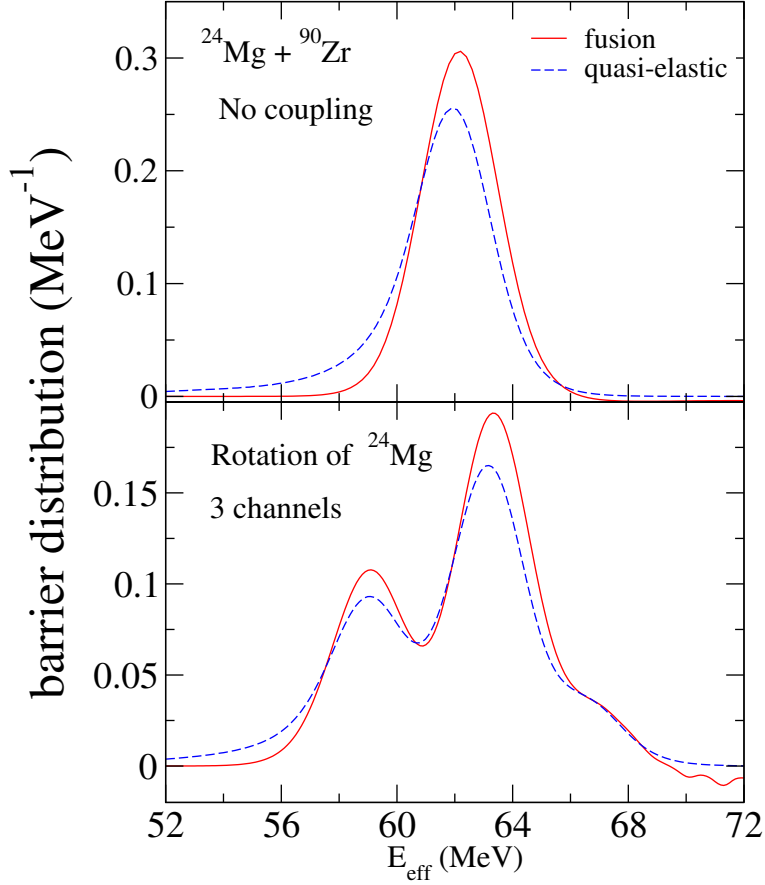 barrier distribution (MeV⁻¹)
²⁴Mg + ⁹⁰Zr
No coupling
fusion
quasi-elastic
0.3
0.2
0.1
0
Rotation of ²⁴Mg
3 channels
0.15
0.1
0.05
0
52 56 60 64 68 72
E_eff (MeV)